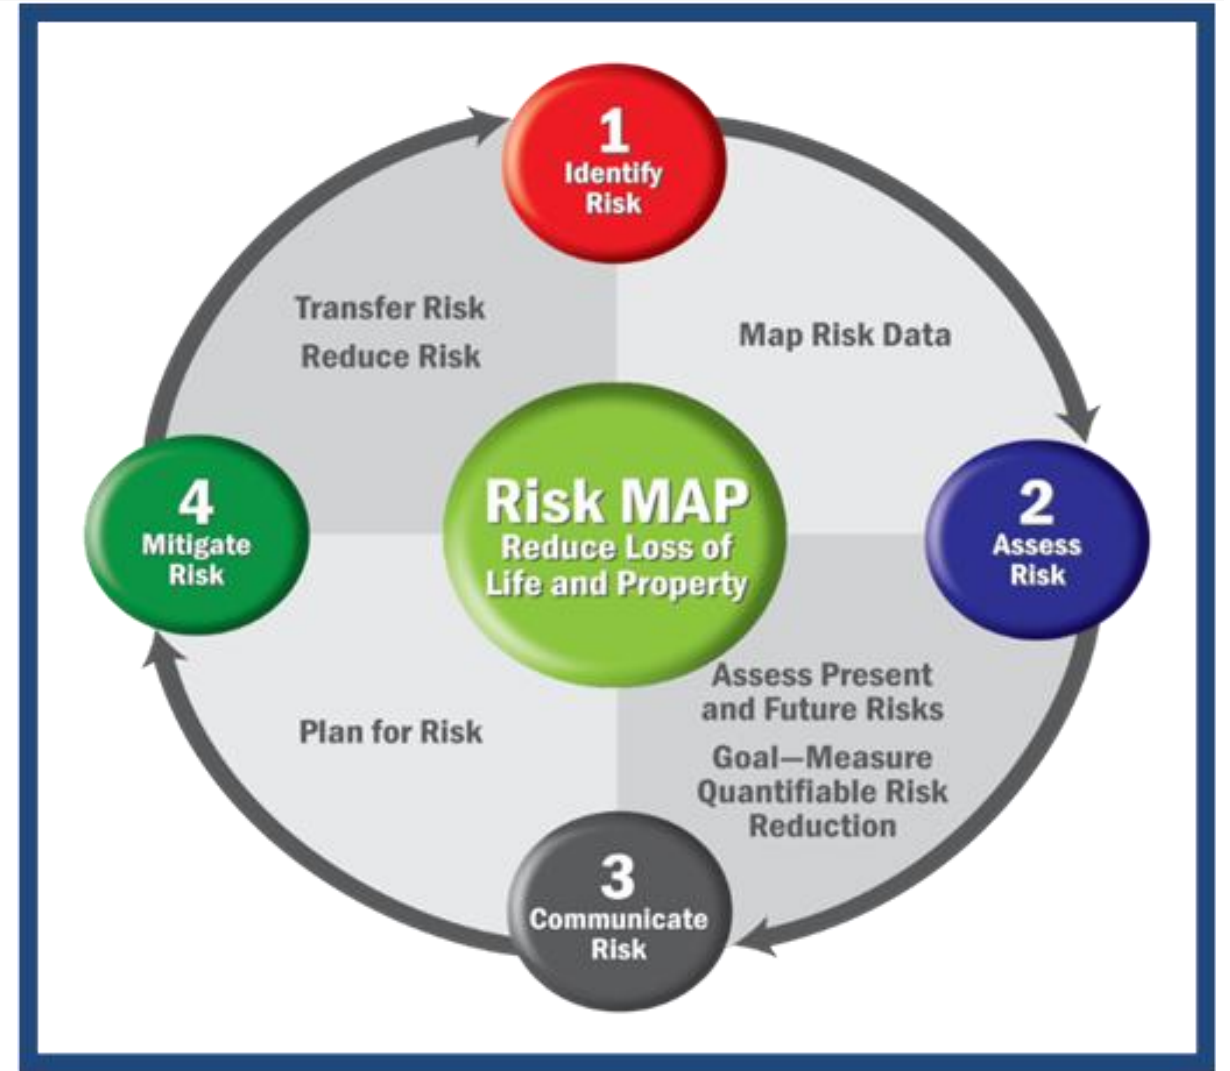 1
Identify
Risk
Transfer Risk
Reduce Risk
Map Risk Data
4
Mitigate
Risk
Risk MAP
Reduce Loss of
Life and Property
2
Assess
Risk
Plan for Risk
Assess Present
and Future Risks
Goal—Measure
Quantifiable Risk
Reduction
3
Communicate
Risk